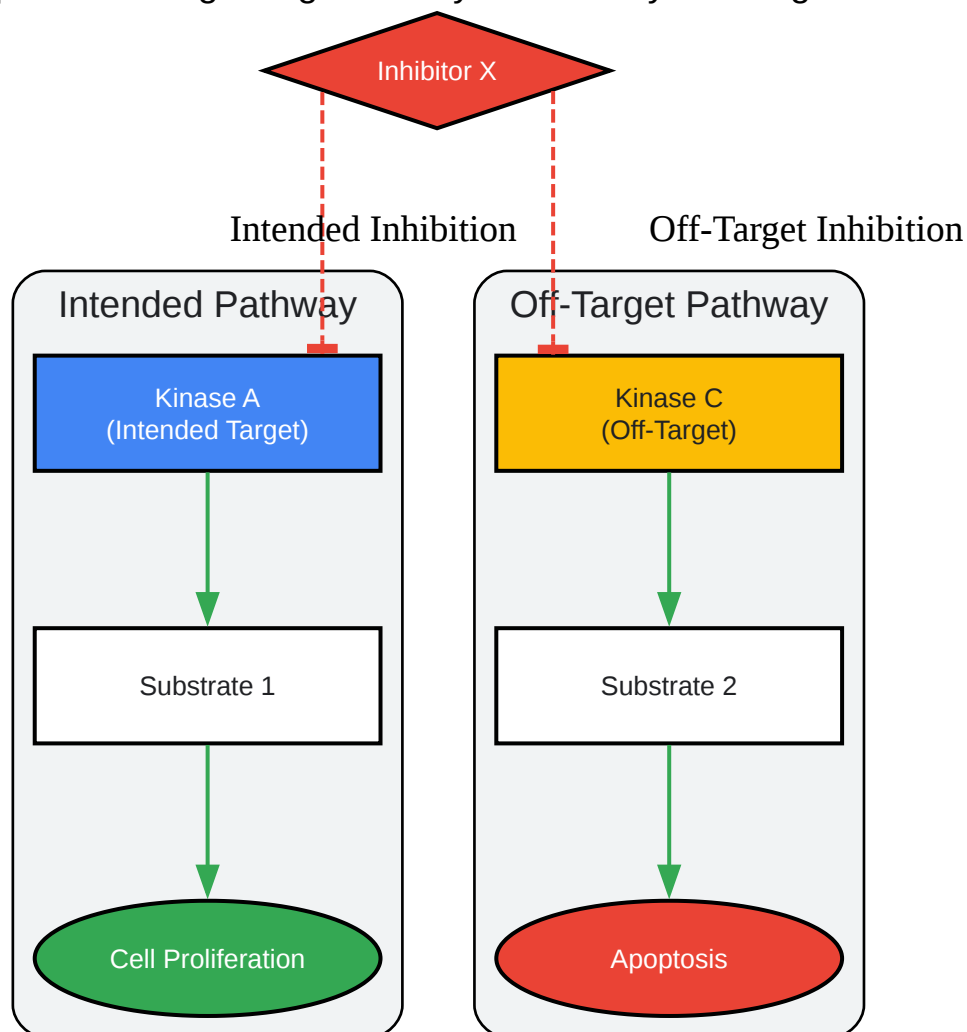 Inhibitor X
Intended Inhibition
Off-Target Inhibition
Intended Pathway
Off-Target Pathway
Kinase A
(Intended Target)
Kinase C
(Off-Target)
Substrate 1
Substrate 2
Cell Proliferation
Apoptosis